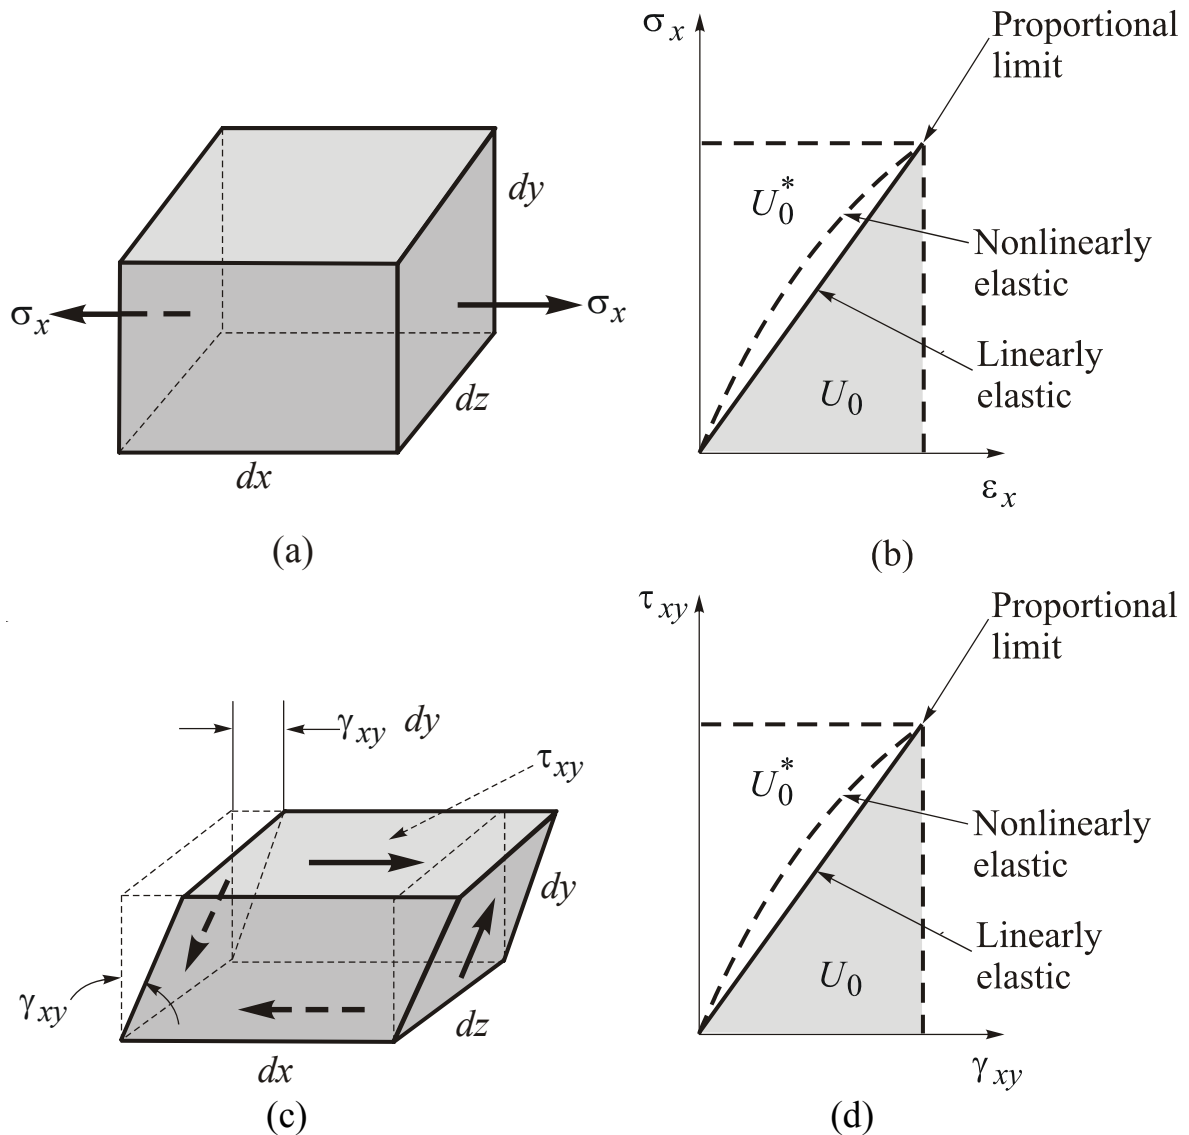 σx
Proportional
limit
dy
U0*
Nonlinearly
elastic
σx
σx
Linearly
elastic
dz
U0
dx
εx
(a)
(b)
τxy
Proportional
limit
γxy dy
τxy
U0*
Nonlinearly
elastic
dy
Linearly
elastic
U0
γxy
dz
dx
γxy
(c)
(d)